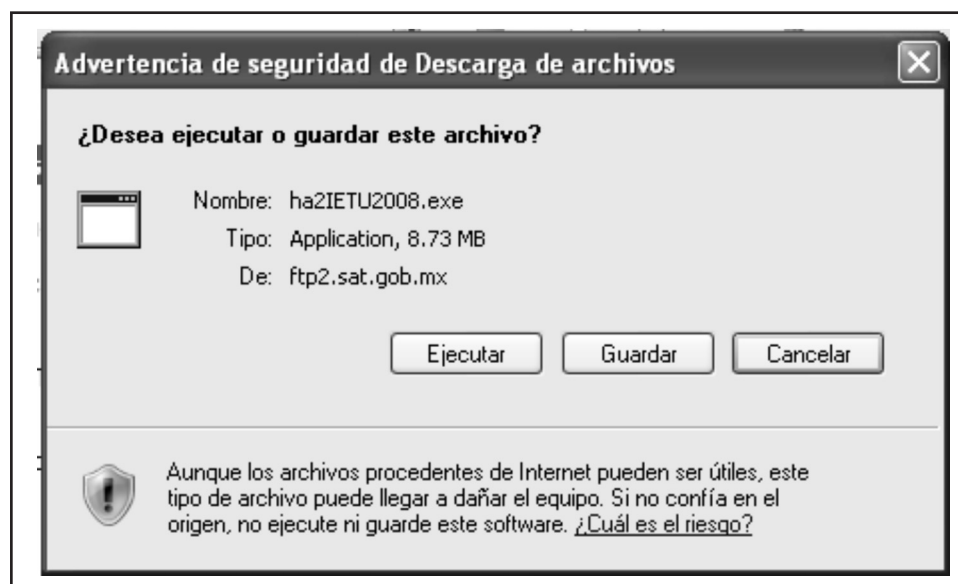 Advertencia de seguridad de Descarga de archivos
¿Desea ejecutar o guardar este archivo?
Nombre: ha2IETU2008.exe
Tipo: Application, 8.73 MB
De: ftp2.sat.gob.mx
Ejecutar Guardar Cancelar
Aunque los archivos procedentes de Internet pueden ser útiles, este
tipo de archivo puede llegar a dañar el equipo. Si no confía en el
origen, no ejecute ni guarde este software. ¿Cuál es el riesgo?